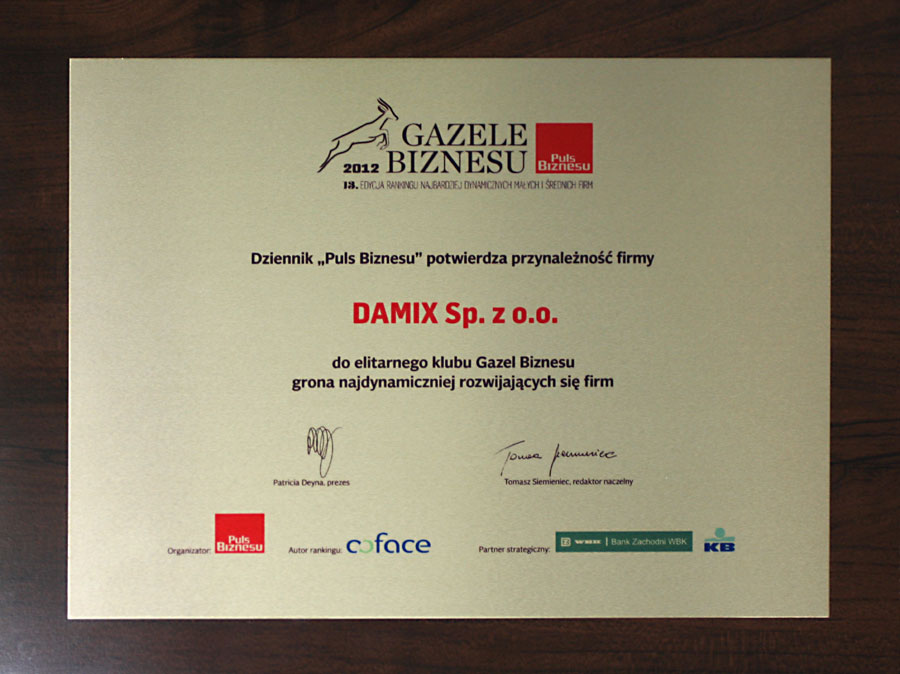 GAZELE
2012 BIZNESU
Puls
Biznesu
13. EDYCJA RANKINGU NAJBARDZIEJ DYNAMICZNYCH MAŁYCH I ŚREDNICH FIRM
Dziennik „Puls Biznesu” potwierdza przynależność firmy
DAMIX Sp. z o.o.
do elitarnego klubu Gazel Biznesu
grona najdynamiczniej rozwijających się firm
Patricia Deyna, prezes
Tomasz Siemieniec, redaktor naczelny
Organizator: Puls Biznesu
Autor rankingu: coface
Partner strategiczny: WBK | Bank Zachodni WBK
KB